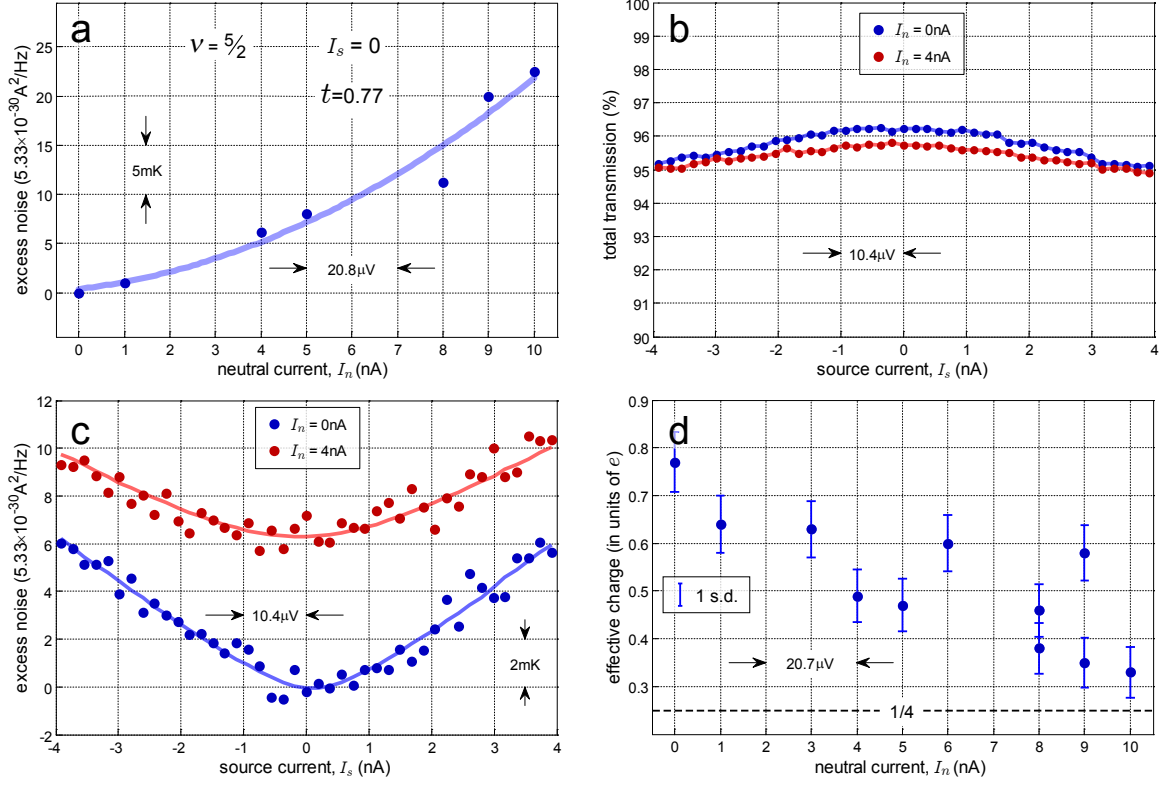 a
ν = 5/2
I_s = 0
t=0.77
5mK
20.8μV
excess noise (5.33×10⁻³⁰A²/Hz)
25
20
15
10
5
0
0 1 2 3 4 5 6 7 8 9 10
neutral current, I_n (nA)
b
I_n = 0nA
I_n = 4nA
10.4μV
total transmission (%)
100
99
98
97
96
95
94
93
92
91
90
-4 -3 -2 -1 0 1 2 3 4
source current, I_s (nA)
c
I_n = 0nA
I_n = 4nA
10.4μV
2mK
excess noise (5.33×10⁻³⁰A²/Hz)
12
10
8
6
4
2
0
-2
-4 -3 -2 -1 0 1 2 3 4
source current, I_s (nA)
d
1 s.d.
20.7μV
1/4
effective charge (in units of e)
0.9
0.8
0.7
0.6
0.5
0.4
0.3
0 1 2 3 4 5 6 7 8 9 10
neutral current, I_n (nA)